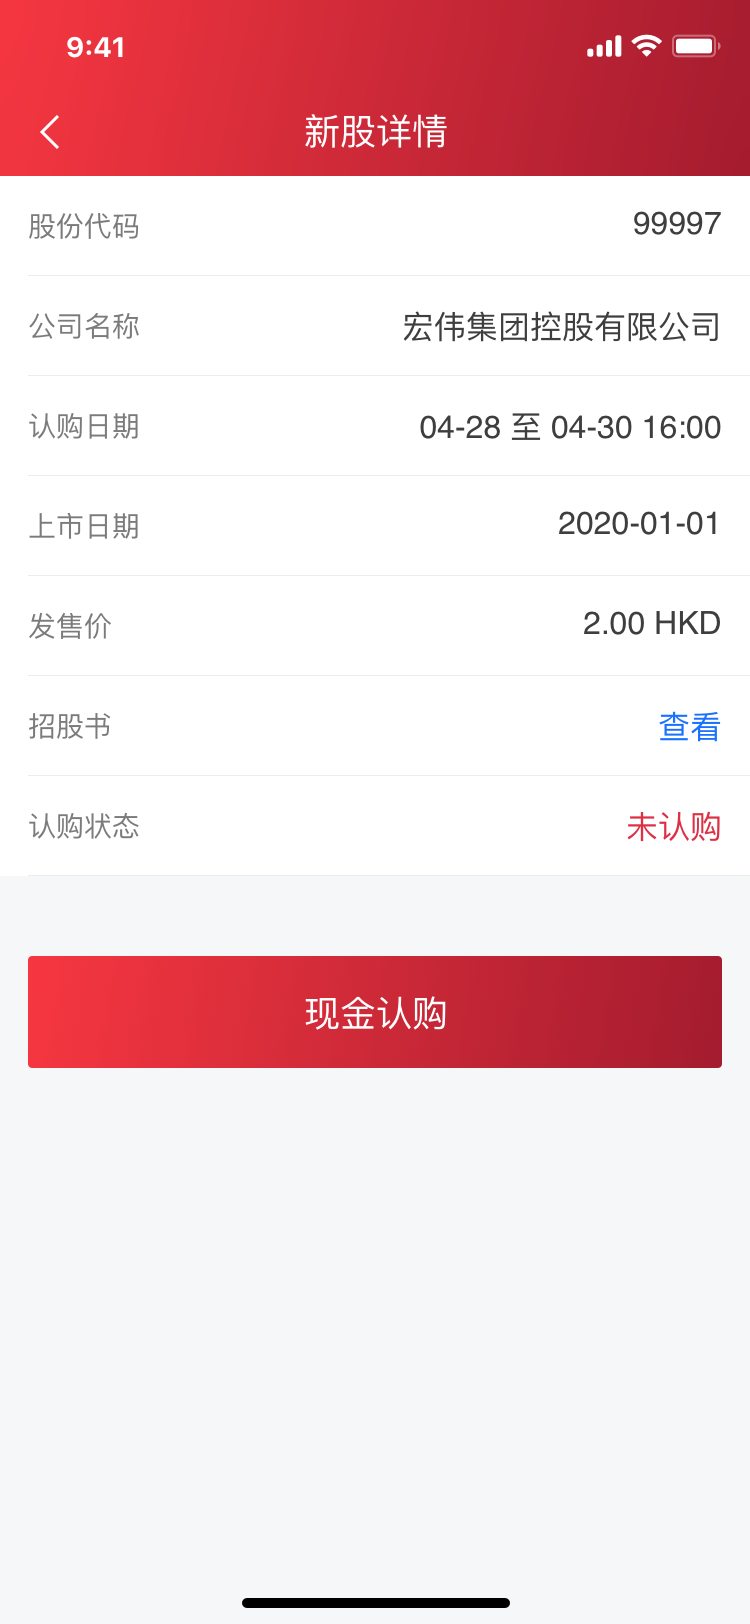 9:41
新股详情
股份代码 99997
公司名称 宏伟集团控股有限公司
认购日期 04-28 至 04-30 16:00
上市日期 2020-01-01
发售价 2.00 HKD
招股书 查看
认购状态 未认购
现金认购